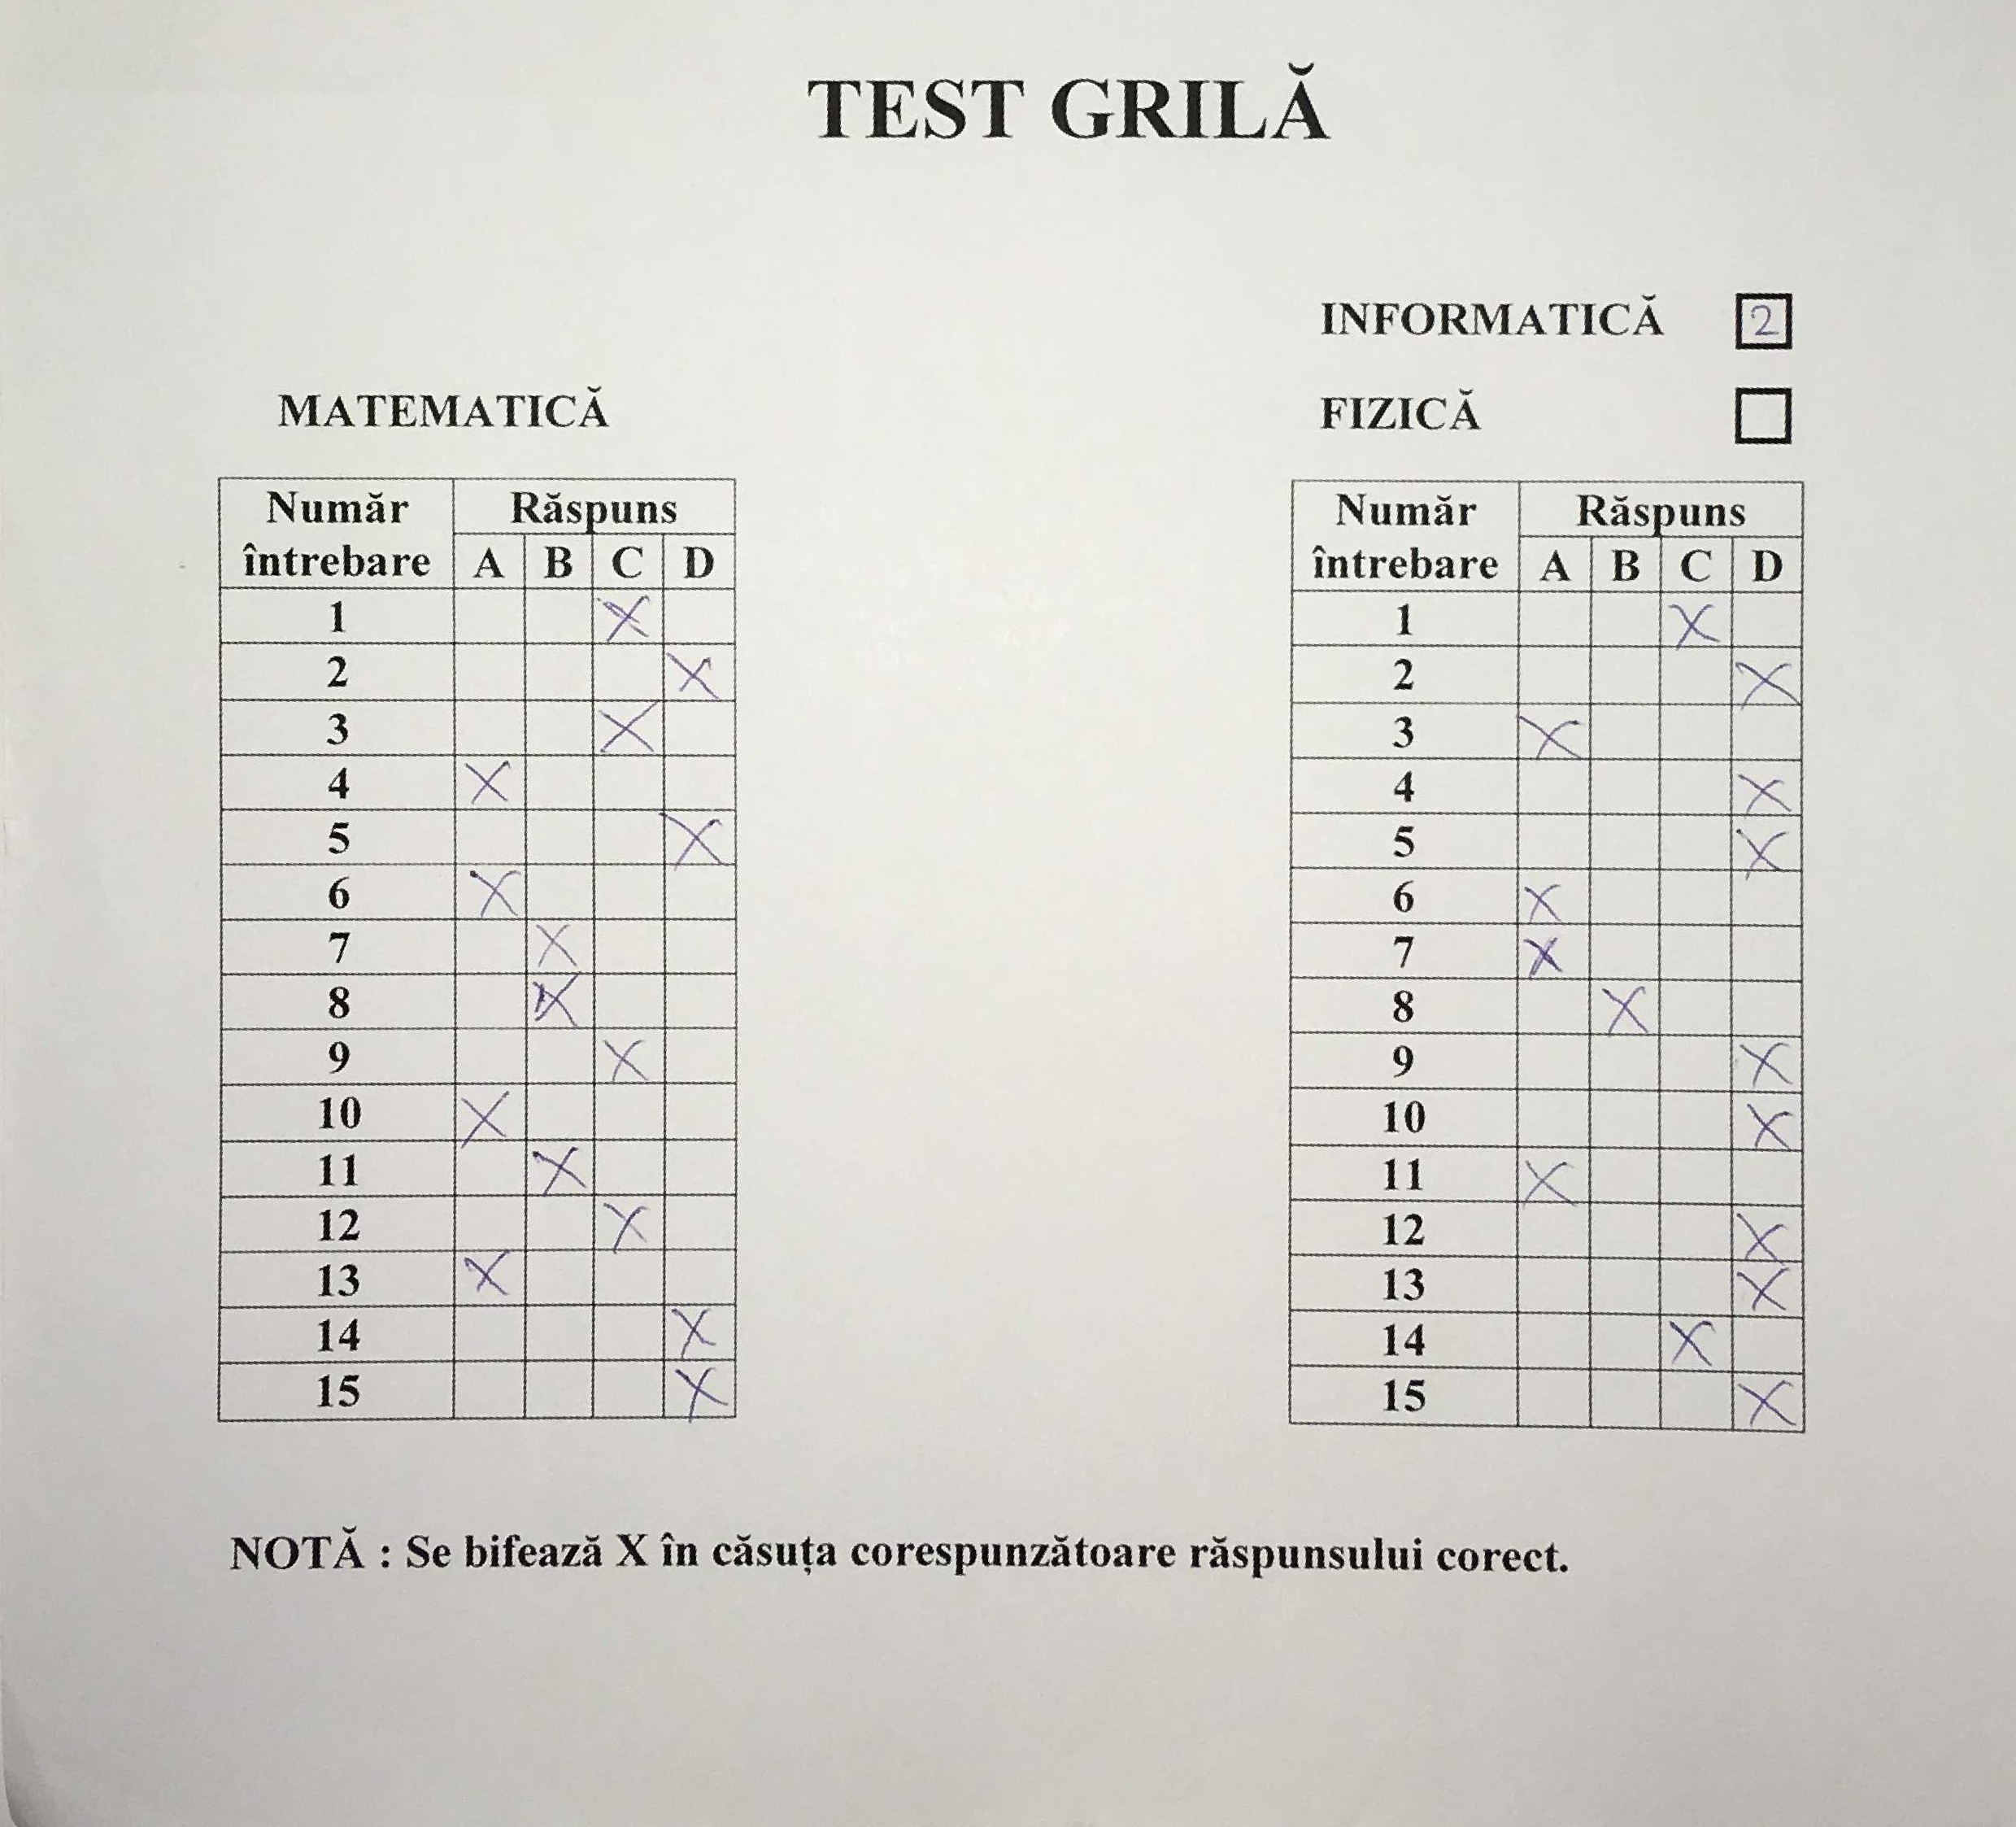 TEST GRILĂ
INFORMATICĂ 2
MATEMATICĂ FIZICĂ
Număr Răspuns Număr Răspuns
întrebare A B C D întrebare A B C D
1 X 1 X
2 X 2 X
3 X 3 X
4 X 4 X
5 X 5 X
6 X 6 X
7 X 7 X
8 X 8 X
9 X 9 X
10 X 10 X
11 X 11 X
12 X 12 X
13 X 13 X
14 X 14 X
15 X 15 X
NOTĂ : Se bifează X în căsuța corespunzătoare răspunsului corect.